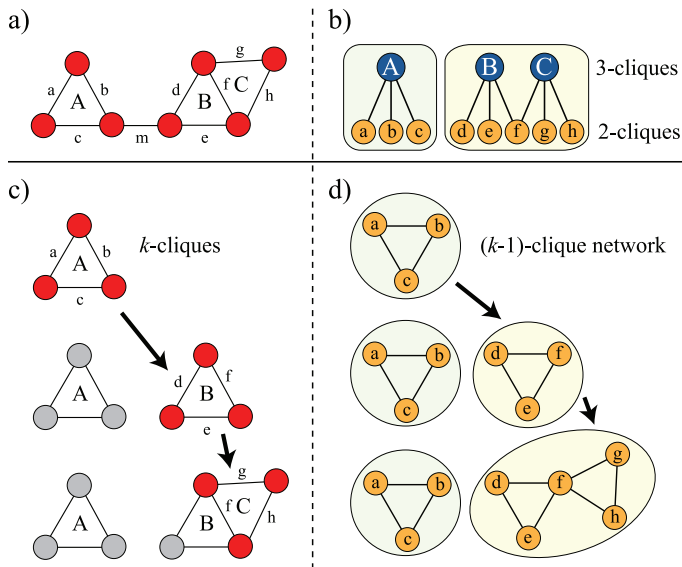 a)
g
a b d f C h
A B
c m e
b)
A B C 3-cliques
a b c d e f g h 2-cliques
c)
k-cliques
a b
A
c
A d B f
e
g
A B f C h
d)
(k-1)-clique network
a b
c
a b d f
c e
g
a b d f
h
c e